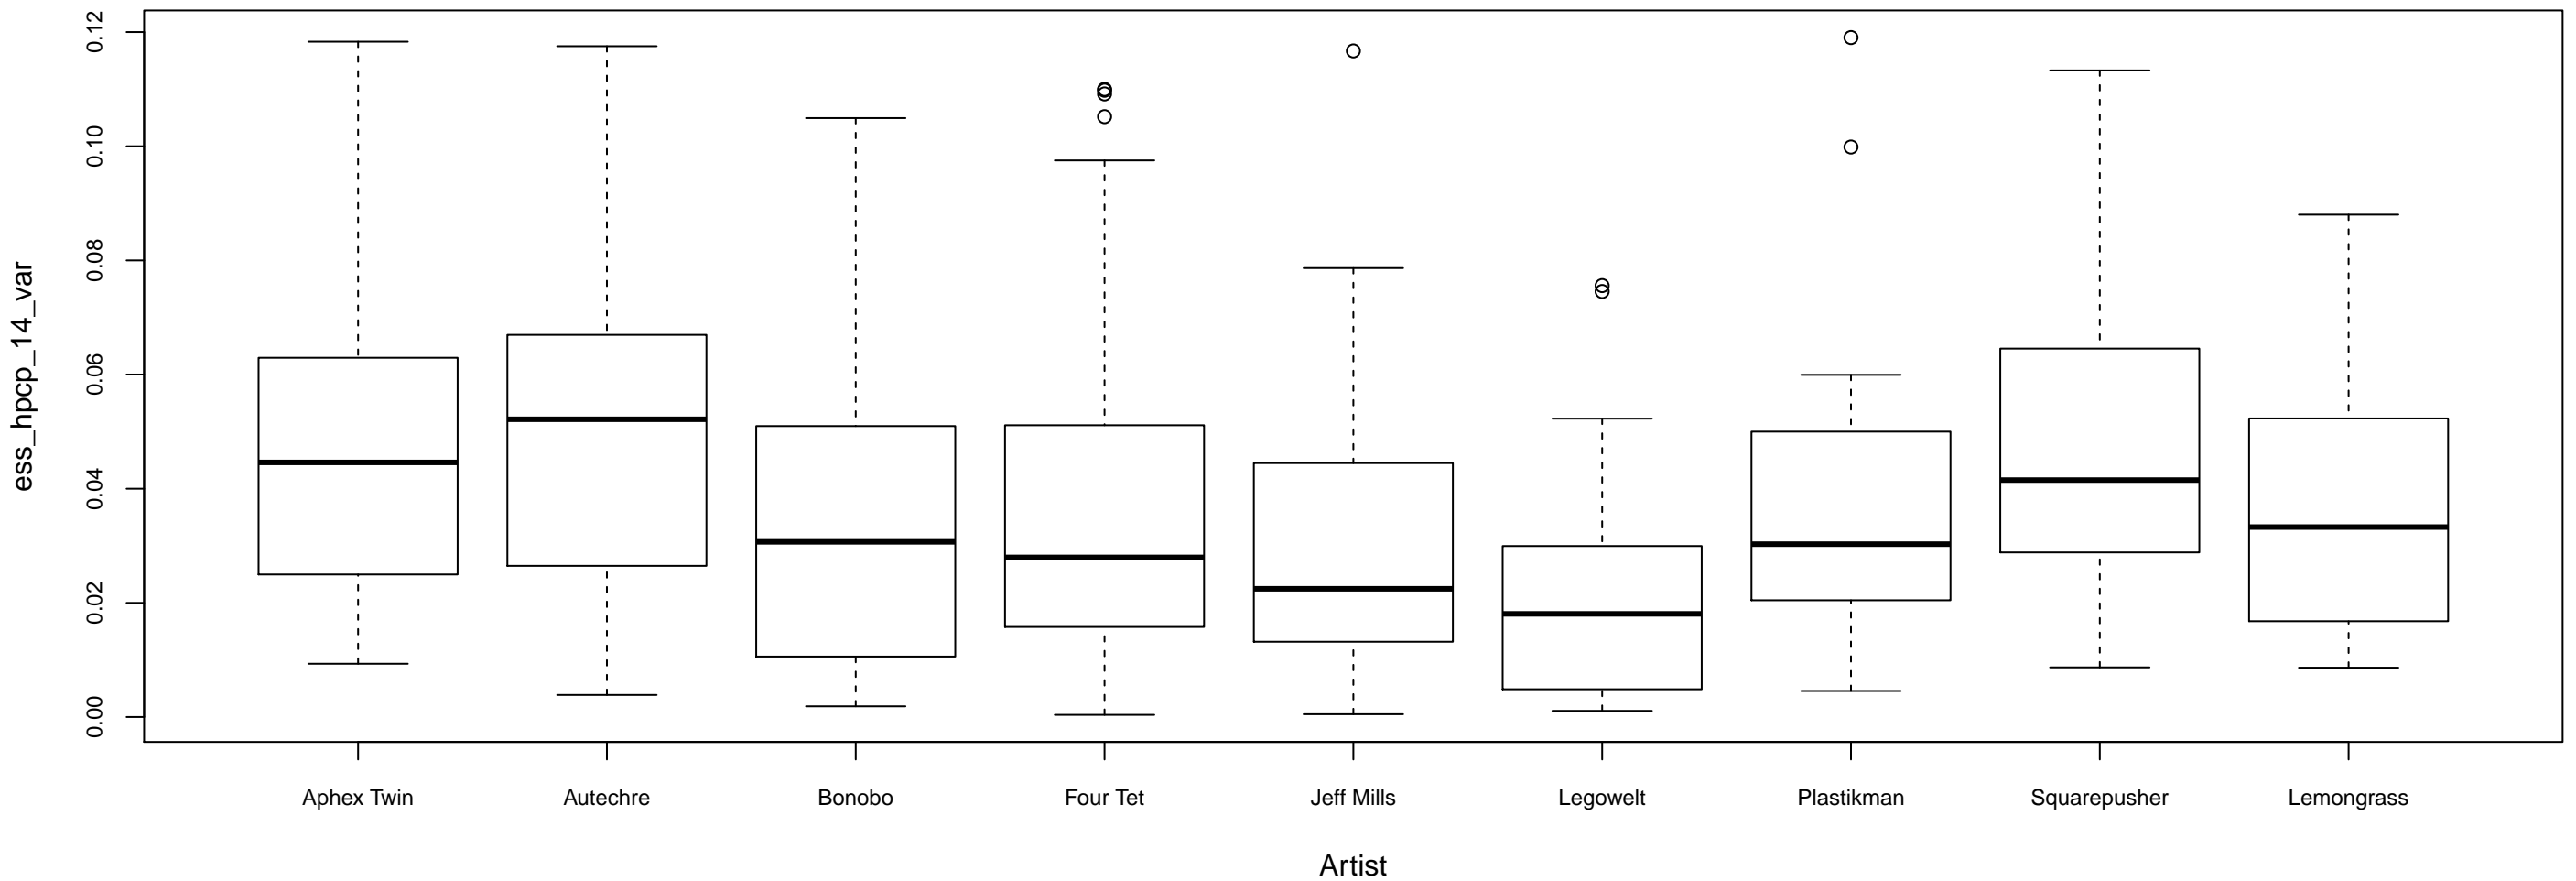 ess_hpcp_14_var
0.12
0.10
0.08
0.06
0.04
0.02
0.00
Aphex Twin Autechre Bonobo Four Tet Jeff Mills Legowelt Plastikman Squarepusher Lemongrass
Artist